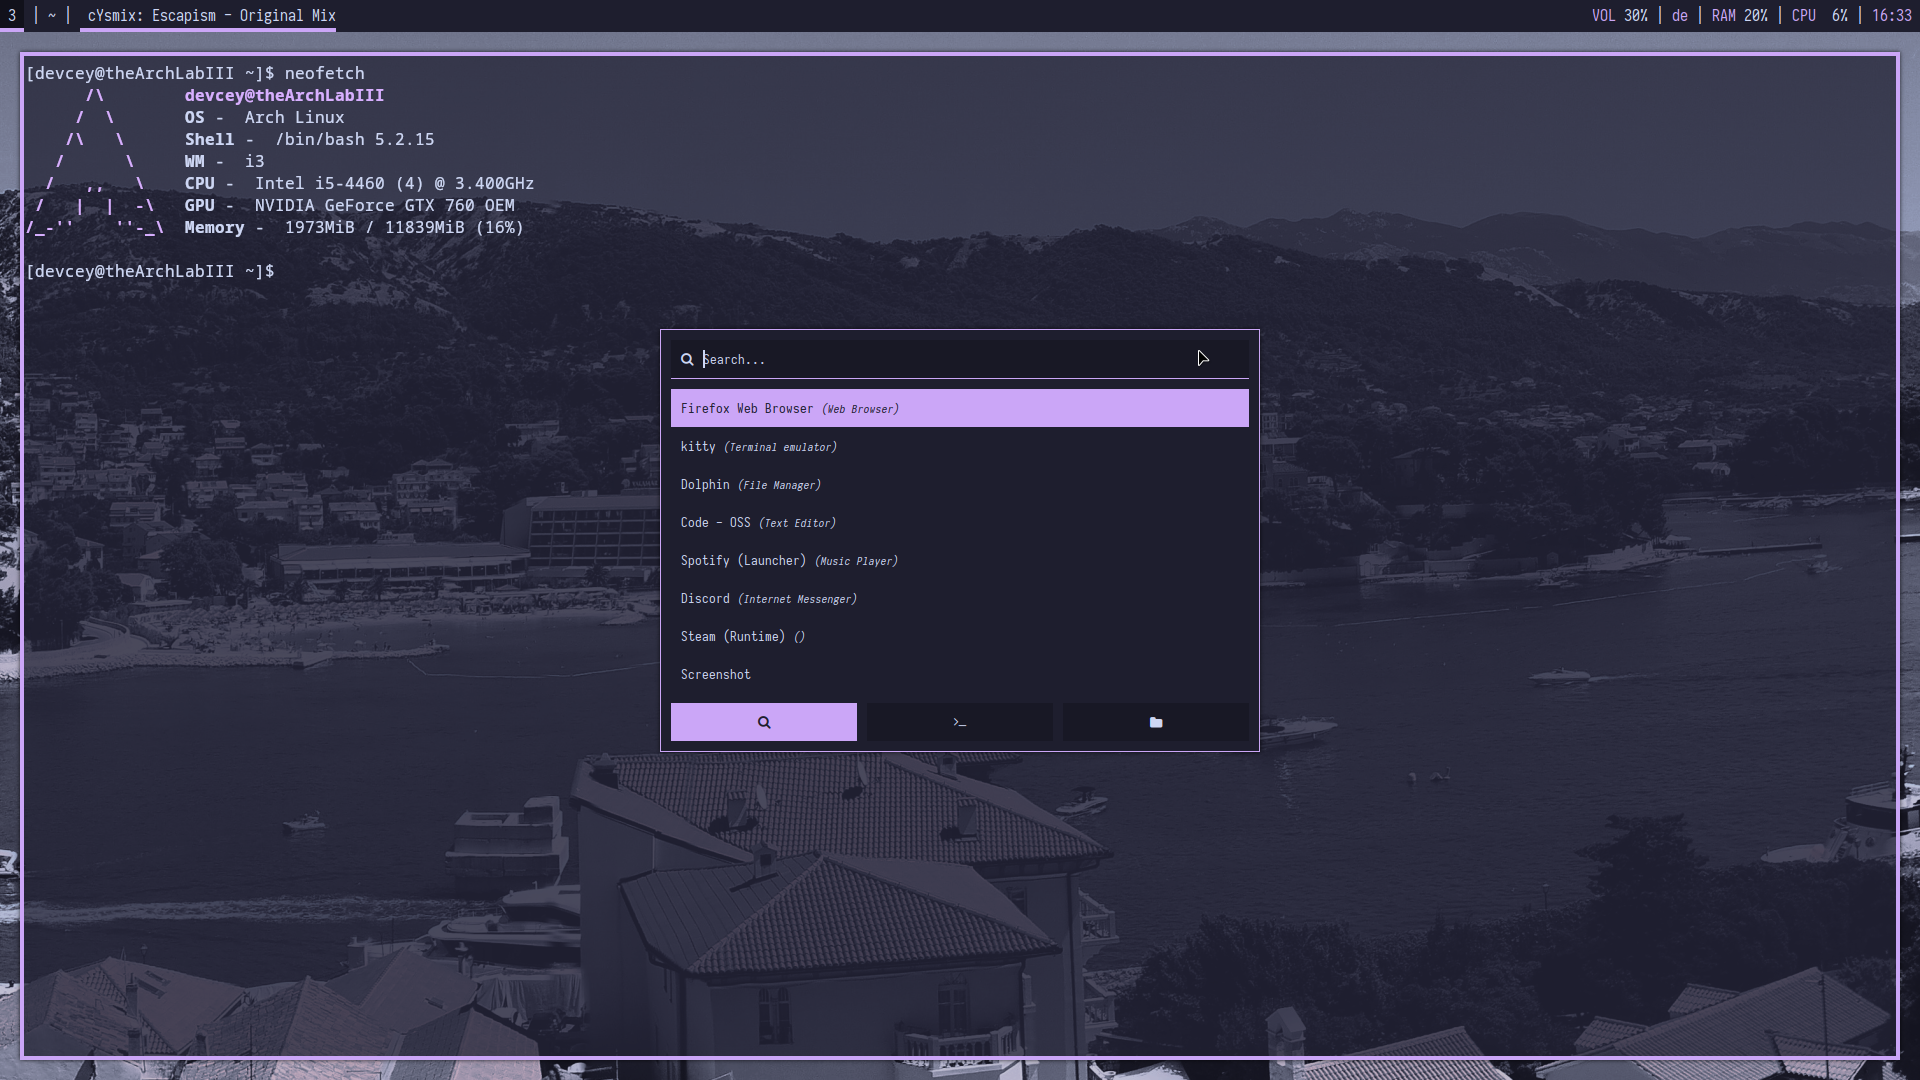 3 | ~ | cYsmix: Escapism – Original Mix
VOL 30% | de | RAM 20% | CPU 6% | 16:33
[devcey@theArchLabIII ~]$ neofetch
/\ devcey@theArchLabIII
/ \ OS - Arch Linux
/\ \ Shell - /bin/bash 5.2.15
/ \ WM - i3
/ ,, \ CPU - Intel i5-4460 (4) @ 3.400GHz
/ | | -\ GPU - NVIDIA GeForce GTX 760 OEM
/_-'' ''-_\ Memory - 1973MiB / 11839MiB (16%)
[devcey@theArchLabIII ~]$
Search...
Firefox Web Browser (Web Browser)
kitty (Terminal emulator)
Dolphin (File Manager)
Code – OSS (Text Editor)
Spotify (Launcher) (Music Player)
Discord (Internet Messenger)
Steam (Runtime) ()
Screenshot
>_